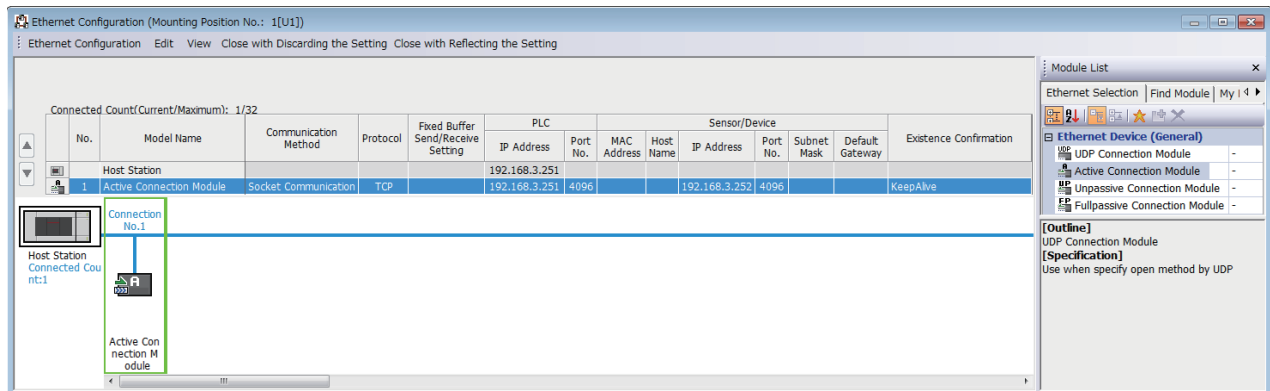 Ethernet Configuration (Mounting Position No.: 1[U1])
Ethernet Configuration Edit View Close with Discarding the Setting Close with Reflecting the Setting
Connected Count(Current/Maximum): 1/32
No. Model Name Communication Method Protocol Fixed Buffer Send/Receive Setting PLC Sensor/Device Existence Confirmation
IP Address Port No. MAC Address Host Name IP Address Port No. Subnet Mask Default Gateway
Host Station 192.168.3.251
1 Active Connection Module Socket Communication TCP 192.168.3.251 4096 192.168.3.252 4096 KeepAlive
Connection
No.1
Host Station
Connected Cou
nt:1
A
Active Con
nection M
odule
Module List
Ethernet Selection Find Module My
Ethernet Device (General)
UDP Connection Module -
Active Connection Module -
Unpassive Connection Module -
Fullpassive Connection Module -
[Outline]
UDP Connection Module
[Specification]
Use when specify open method by UDP